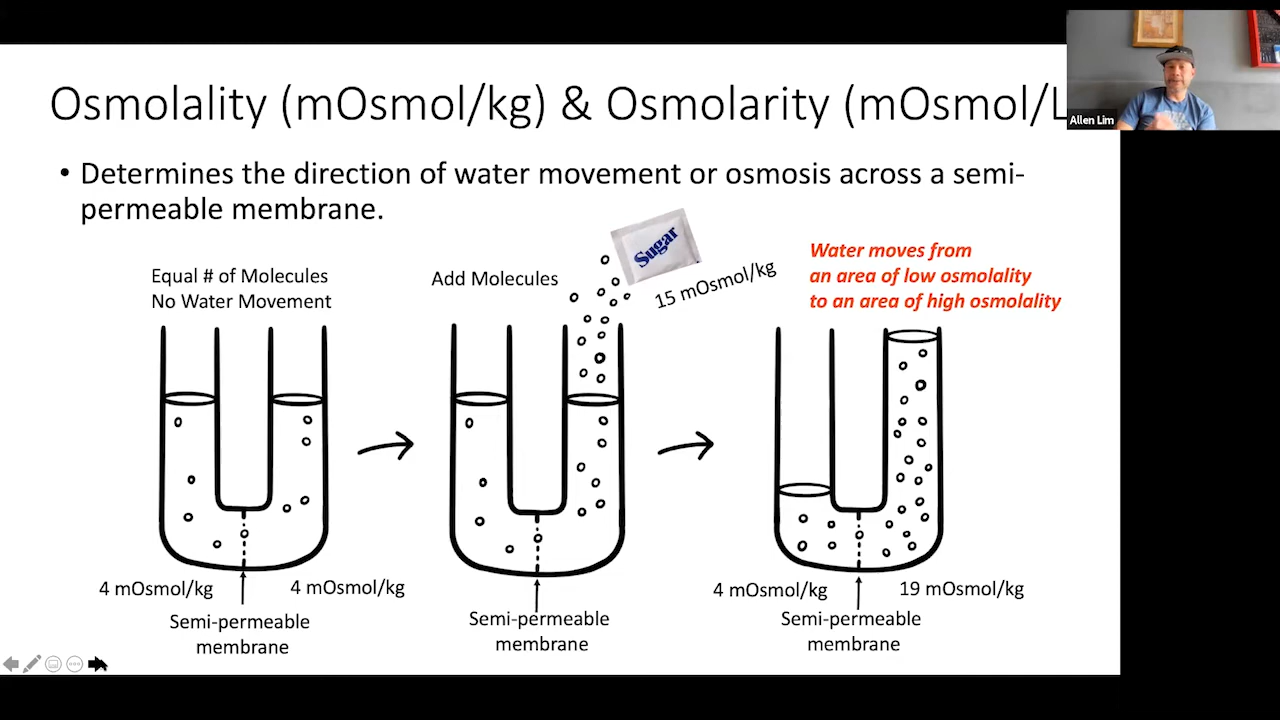 Osmolality (mOsmol/kg) & Osmolarity (mOsmol/L
Allen Lim
• Determines the direction of water movement or osmosis across a semi-
permeable membrane.
Equal # of Molecules
No Water Movement
Add Molecules
Sugar
15 mOsmol/kg
Water moves from
an area of low osmolality
to an area of high osmolality
4 mOsmol/kg
4 mOsmol/kg
Semi-permeable
membrane
Semi-permeable
membrane
4 mOsmol/kg
19 mOsmol/kg
Semi-permeable
membrane